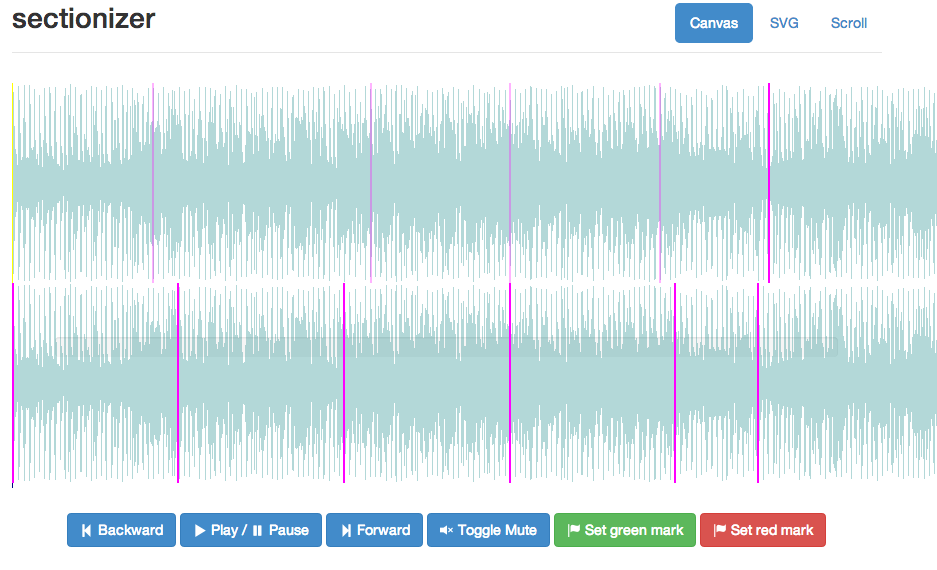 sectionizer
Canvas SVG Scroll
Backward Play / Pause Forward Toggle Mute Set green mark Set red mark